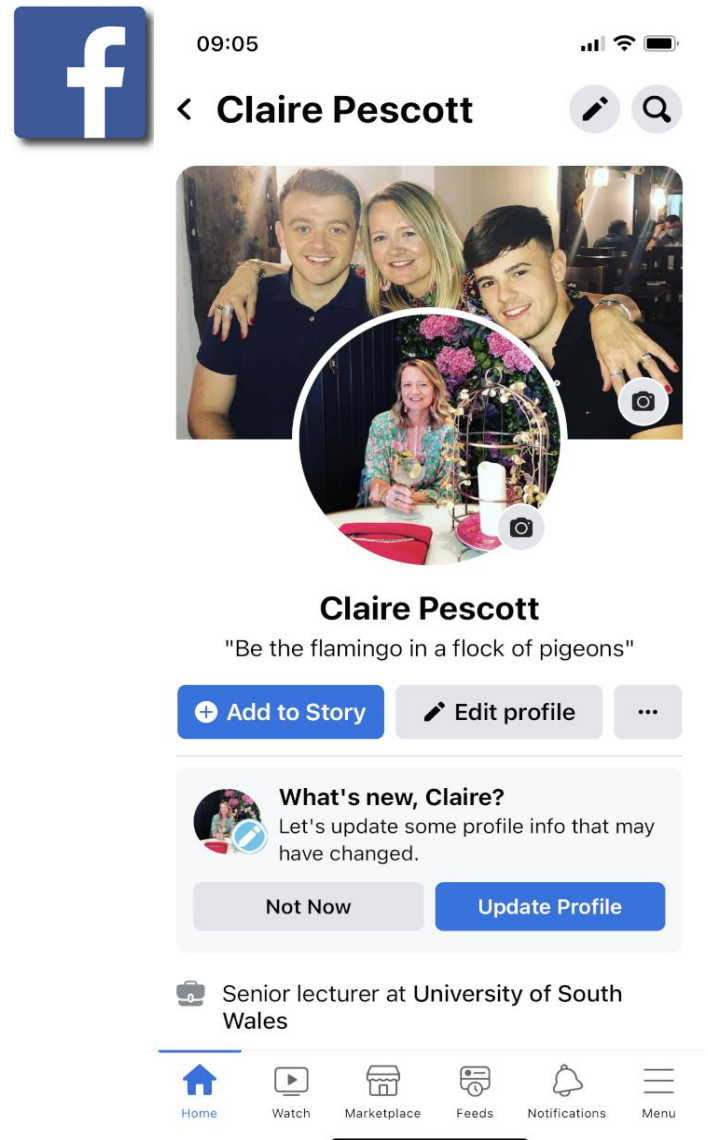 f
09:05
Claire Pescott
Claire Pescott
"Be the flamingo in a flock of pigeons"
Add to Story
Edit profile
What's new, Claire?
Let's update some profile info that may
have changed.
Not Now
Update Profile
Senior lecturer at University of South
Wales
Home
Watch
Marketplace
Feeds
Notifications
Menu